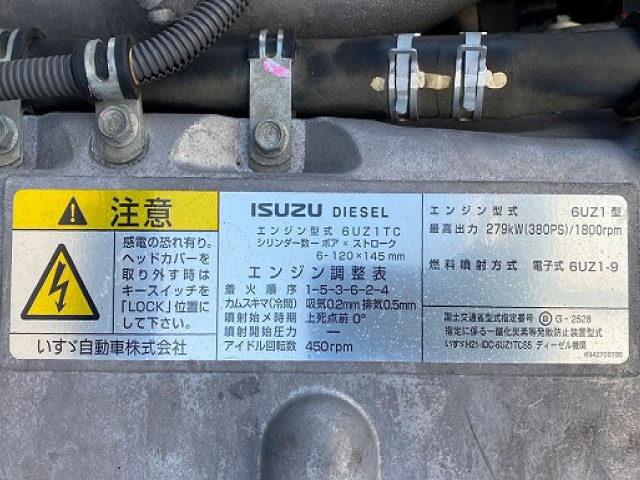 注意
感電の恐れ有り。
ヘッドカバーを
取り外す時は
キースイッチを
「LOCK」位置に
して下さい。
いすゞ自動車株式会社
ISUZU DIESEL
エンジン型式 6UZ1TC
シリンダー数ー ボア × ストローク
6-120×145mm
エンジン調整表
着火順序 1-5-3-6-2-4
カムスキマ(冷間) 吸気0.2mm 排気0.5mm
噴射始メ時期 上死点前 0°
噴射開始圧力 ー
アイドル回転数 450rpm
エンジン型式 6UZ1型
最高出力 279kW(380PS)/1800rpm
燃料噴射方式 電子式 6UZ1-9
国土交通省型式指定番号 G-2528
指定に係る一酸化炭素等発散防止装置型式
いすゞ H21-IDC-6UZ1TCS5 ディーゼル機関